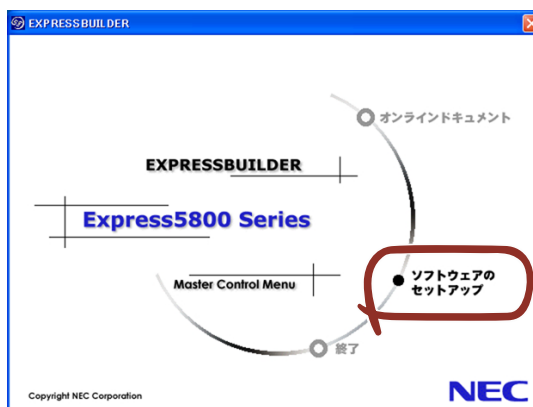 EXPRESSBUILDER
オンラインドキュメント
EXPRESSBUILDER
Express5800 Series
ソフトウェアの
セットアップ
Master Control Menu
終了
Copyright NEC Corporation
NEC